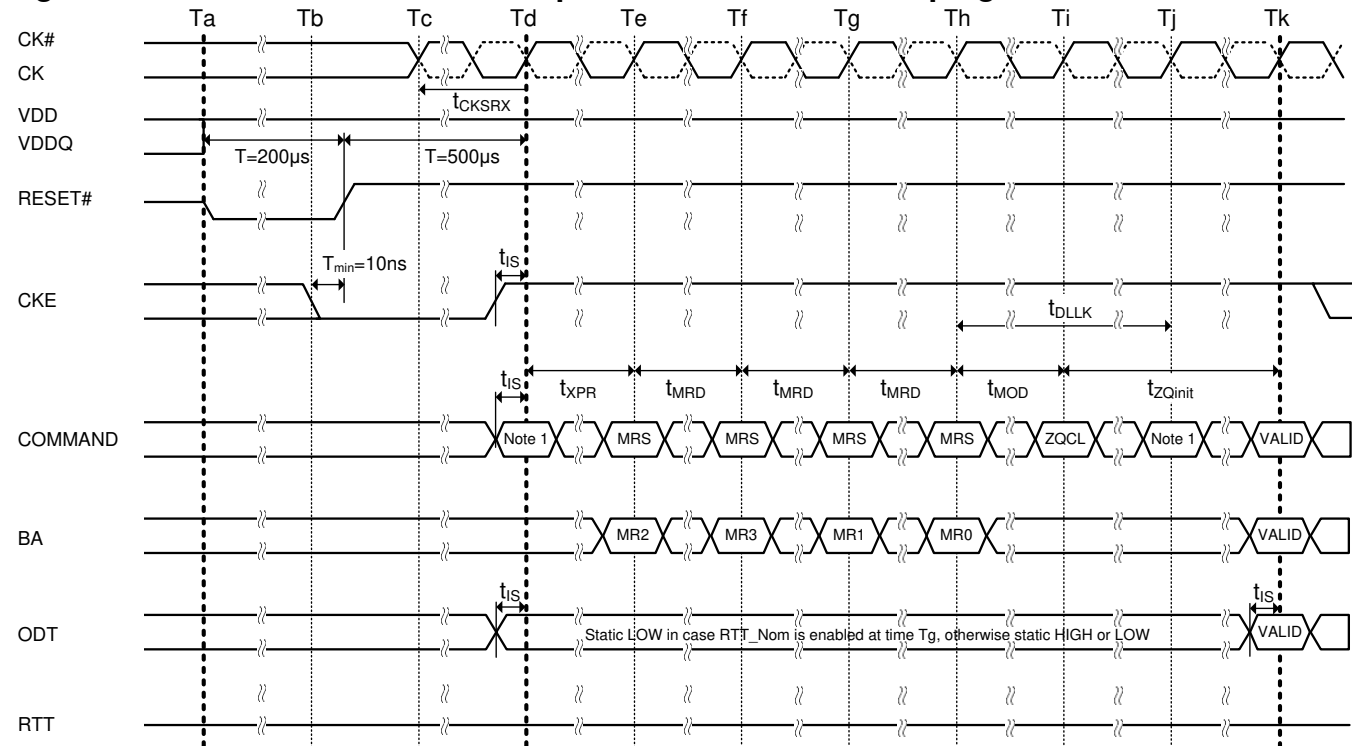 Ta Tb Tc Td Te Tf Tg Th Ti Tj Tk
CK#
CK
tCKSRX
VDD
VDDQ
T=200µs T=500µs
RESET#
Tmin=10ns
tIS
CKE
tDLLK
tIS tXPR tMRD tMRD tMRD tMOD tZQinit
COMMAND Note 1 MRS MRS MRS MRS ZQCL Note 1 VALID
BA MR2 MR3 MR1 MR0 VALID
tIS tIS
ODT Static LOW in case RTT_Nom is enabled at time Tg, otherwise static HIGH or LOW VALID
RTT